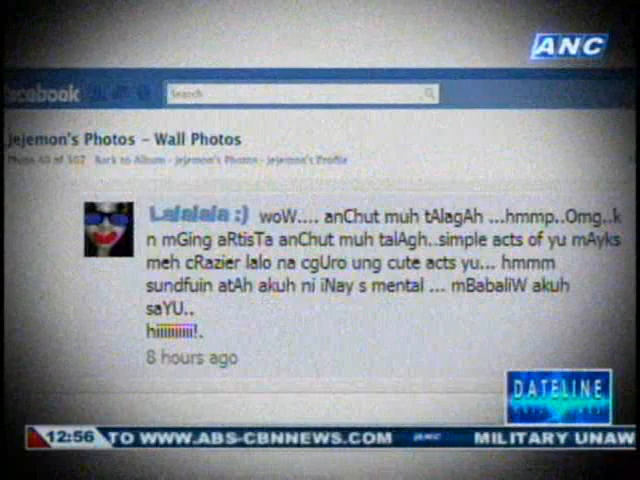 ANC
facebook
Search
Jejemon's Photos - Wall Photos
Photo 40 of 307 Back to Album · Jejemon's Photos · Jejemon's Profile
Lalalala :) woW.... anChut muh tAlagAh ...hmmp..Omg..k
n mGing aRtisTa anChut muh talAgh..simple acts of yu mAyks
meh cRazier lalo na cgUro ung cute acts yu... hmmm
sundfuin atAh akuh ni iNay s mental ... mBabaliW akuh
saYU..
8 hours ago
DATELINE
12:56 TO WWW.ABS-CBNNEWS.COM ANC MILITARY UNAW